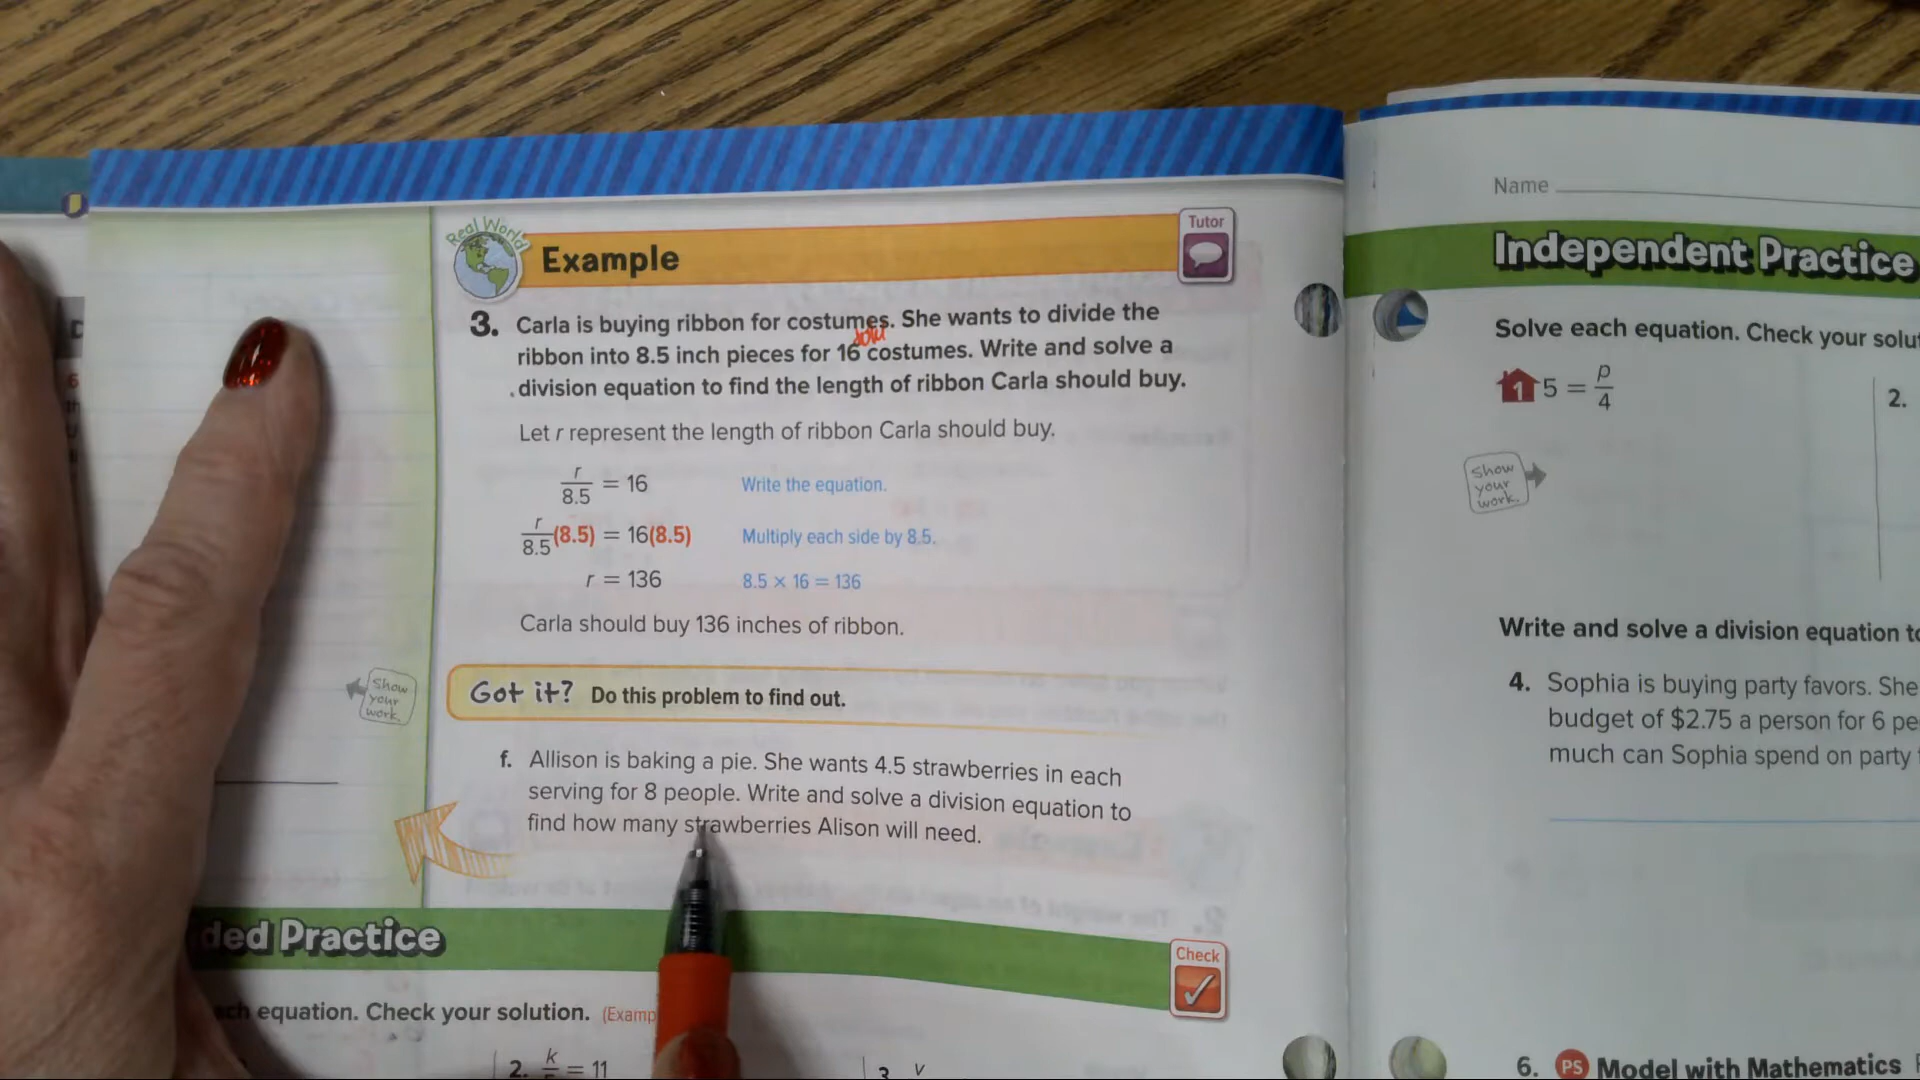 Real World
Example
Tutor
3. Carla is buying ribbon for costumes. She wants to divide the
ribbon into 8.5 inch pieces for 16 costumes. Write and solve a
division equation to find the length of ribbon Carla should buy.
Let r represent the length of ribbon Carla should buy.
r/8.5 = 16 Write the equation.
r/8.5(8.5) = 16(8.5) Multiply each side by 8.5.
r = 136 8.5 × 16 = 136
Carla should buy 136 inches of ribbon.
Show
your
work.
Got it? Do this problem to find out.
f. Allison is baking a pie. She wants 4.5 strawberries in each
serving for 8 people. Write and solve a division equation to
find how many strawberries Alison will need.
ded Practice
Check
equation. Check your solution. (Examp
2. k = 11
3. v
Name
Independent Practice
Solve each equation. Check your solu
1 5 = p/4
2.
Show
your
work.
Write and solve a division equation to
4. Sophia is buying party favors. She
budget of $2.75 a person for 6 pe
much can Sophia spend on party
6. PS Model with Mathematics